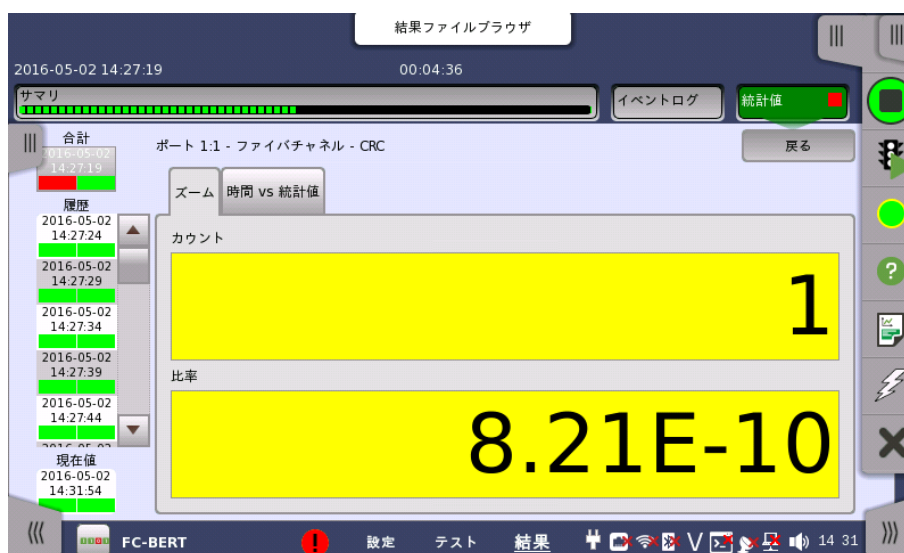 結果ファイルブラウザ
2016-05-02 14:27:19 00:04:36
サマリ
イベントログ
統計値
合計
2016-05-02
14:27:19
ポート 1:1 - ファイバチャネル - CRC
戻る
ズーム
時間 vs 統計値
履歴
2016-05-02
14:27:24
2016-05-02
14:27:29
2016-05-02
14:27:34
2016-05-02
14:27:39
2016-05-02
14:27:44
カウント
1
比率
8.21E-10
現在値
2016-05-02
14:31:54
FC-BERT
設定 テスト 結果
14 31